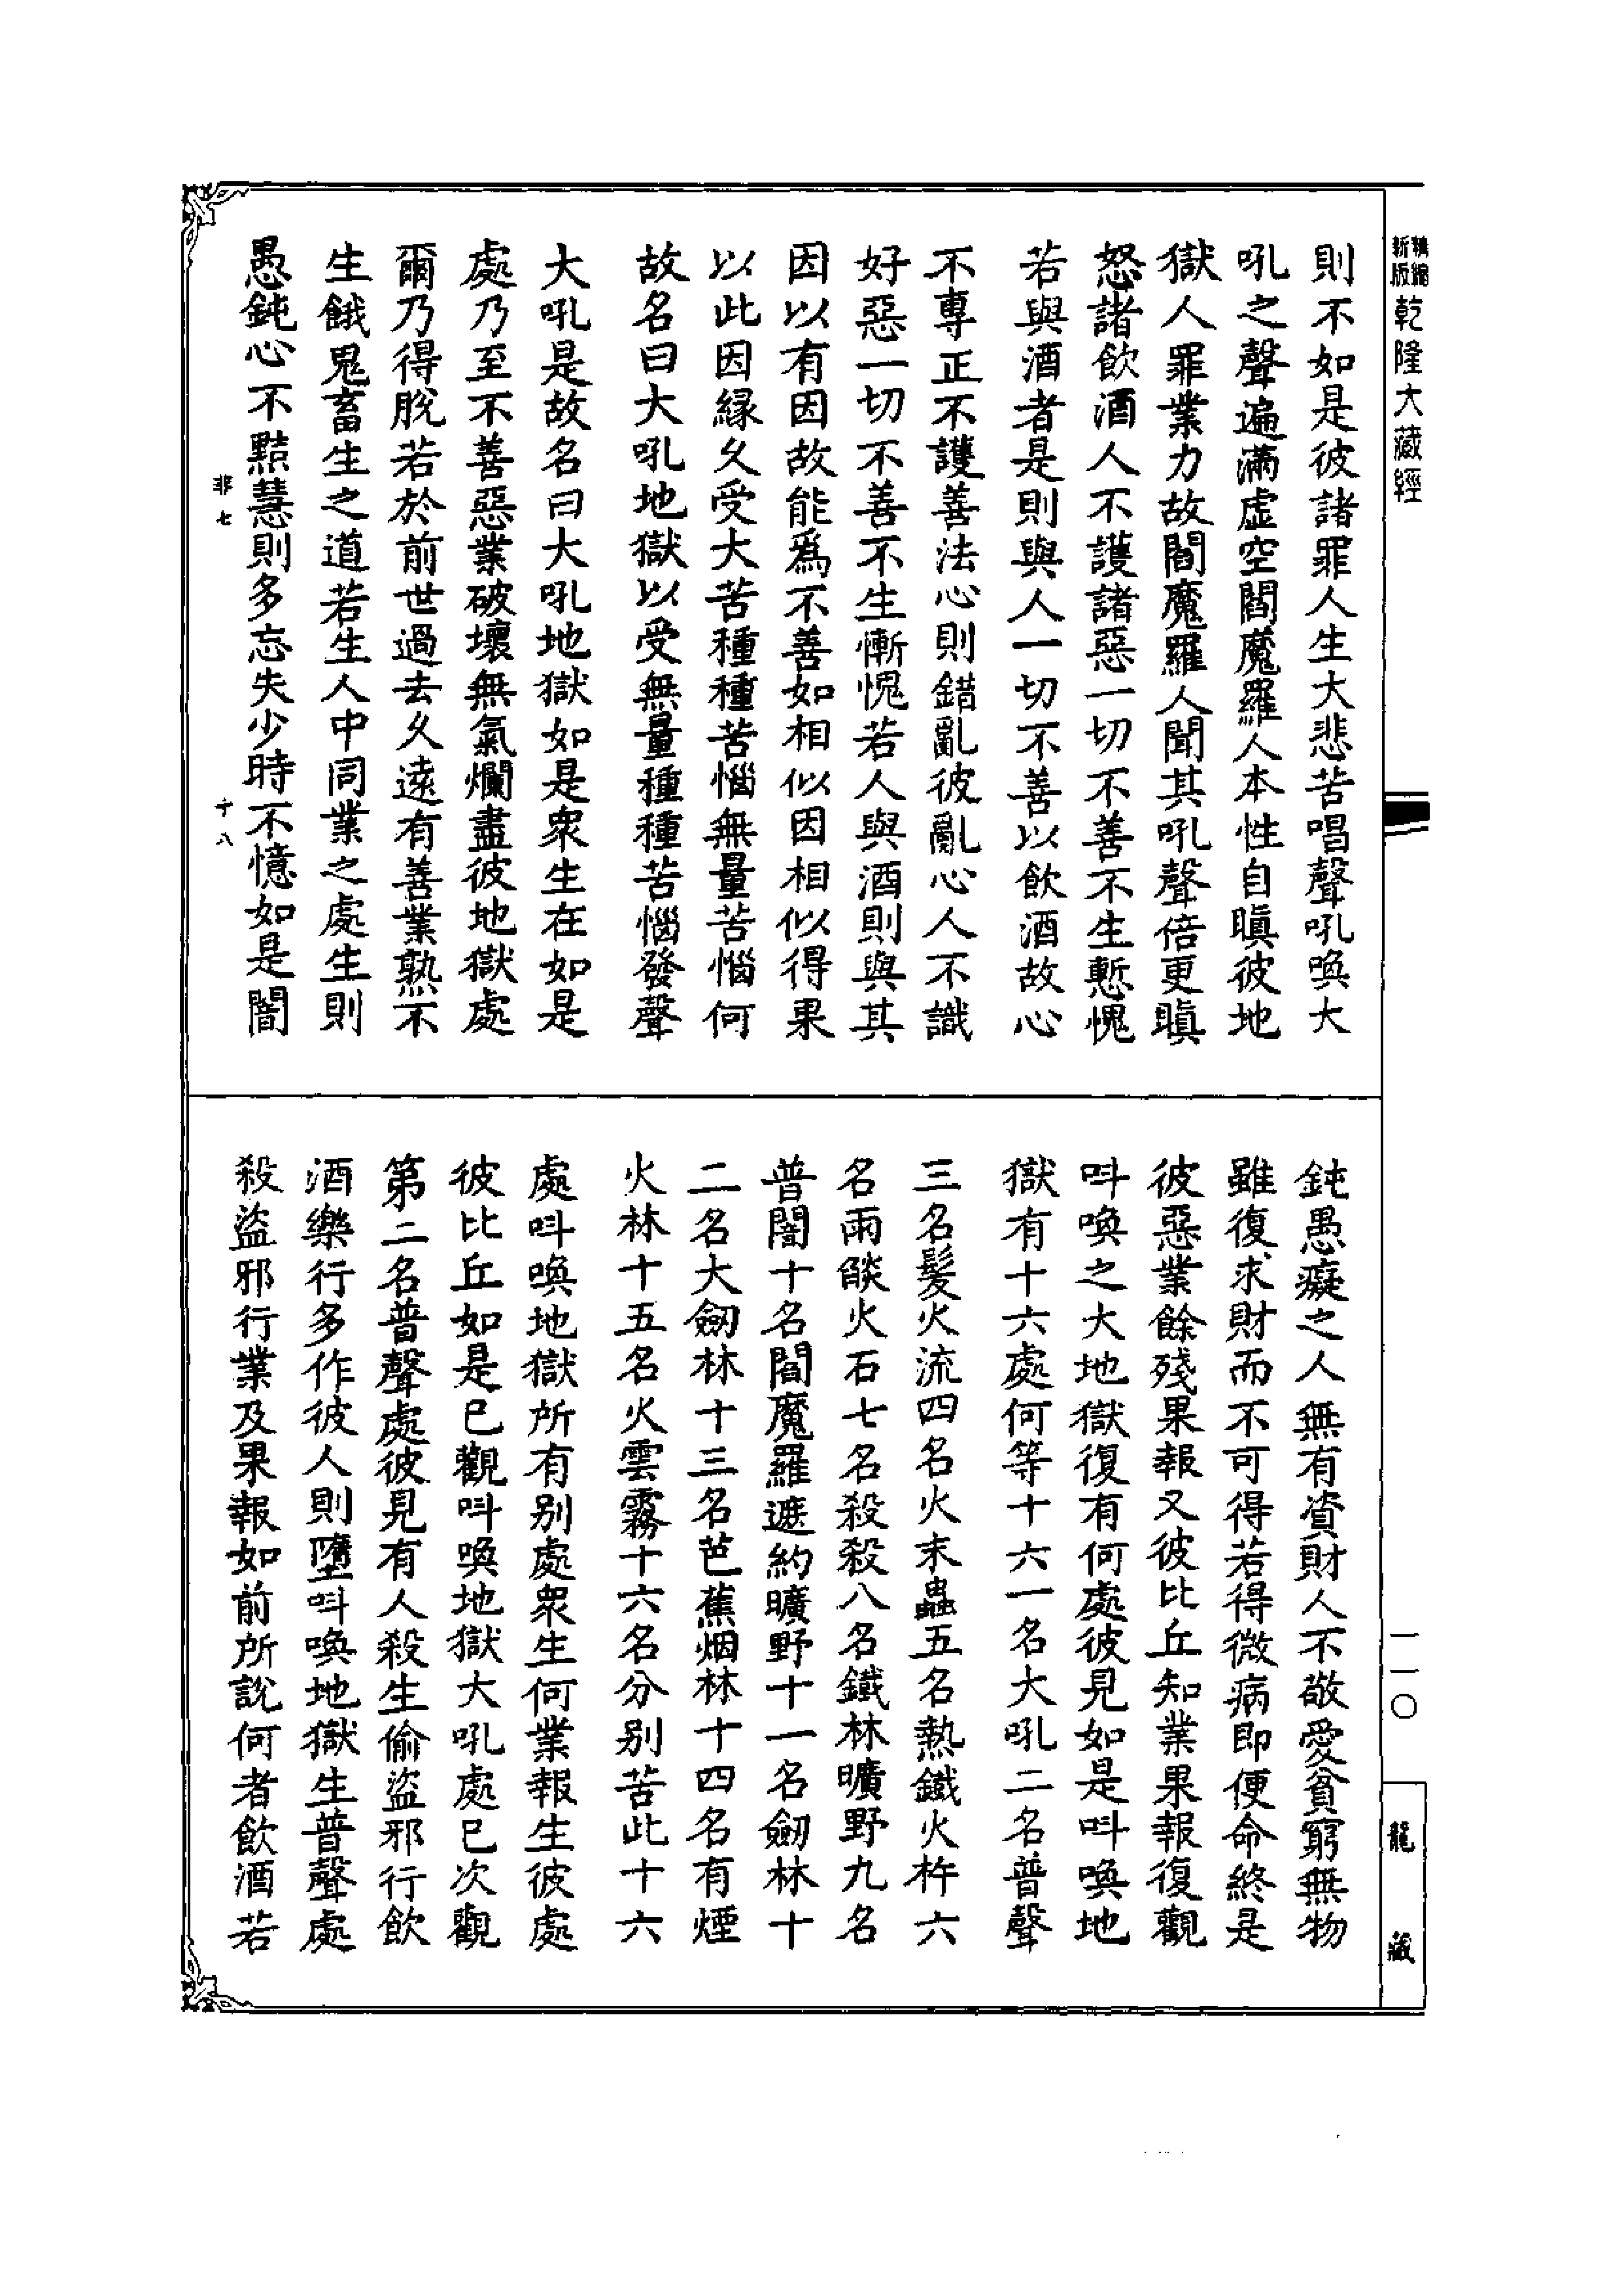 精縮新版乾隆大藏經
則不如是彼諸罪人生大悲苦唱聲吼喚大
吼之聲遍滿虛空閻魔羅人本性自瞋彼地
獄人罪業力故閻魔羅人聞其吼聲倍更瞋
怒諸飲酒人不護諸惡一切不善不生慙愧
若與酒者是則與人一切不善以飲酒故心
不專正不護善法心則錯亂彼亂心人不識
好惡一切不善不生慚愧若人與酒則與其
因以有因故能爲不善如相似因相似得果
以此因緣久受大苦種種苦惱無量苦惱何
故名曰大吼地獄以受無量種種苦惱發聲
大吼是故名曰大吼地獄如是衆生在如是
處乃至不善惡業破壞無氣爛盡彼地獄處
爾乃得脫若於前世過去久遠有善業熟不
生餓鬼畜生之道若生人中同業之處生則
愚鈍心不黠慧則多忘失少時不憶如是闇
非七
十八
鈍愚癡之人無有資財人不敬愛貧窮無物
雖復求財而不可得若得微病即便命終是
彼惡業餘殘果報又彼比丘知業果報復觀
呌喚之大地獄復有何處彼見如是呌喚地
獄有十六處何等十六一名大吼二名普聲
三名髮火流四名火末蟲五名熱鐵火杵六
名雨燄火石七名殺殺八名鐵林曠野九名
普闇十名閻魔羅遮約曠野十一名劒林十
二名大劒林十三名芭蕉烟林十四名有煙
火林十五名火雲霧十六名分别苦此十六
處呌喚地獄所有别處衆生何業報生彼處
彼比丘如是已觀呌喚地獄大吼處已次觀
第二名普聲處彼見有人殺生偷盜邪行飲
酒樂行多作彼人則墮呌喚地獄生普聲處
殺盜邪行業及果報如前所說何者飲酒若
一一〇
龍藏